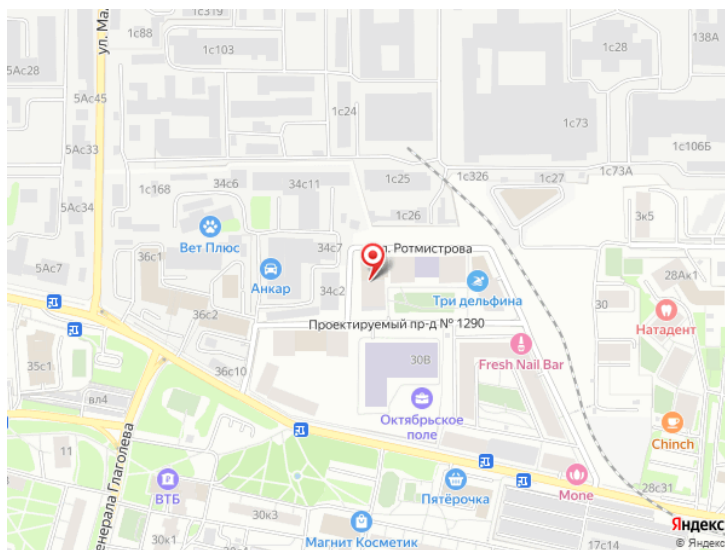 1с319
1с88
ул. Мал
1с103
1с28
138А
5Ас28
5Ас45
1с24
1с73
5Ас33
1с106Б
1с25
1с326
1с27
1с73А
34с6
34с11
1с168
5Ас34
1с26
3к5
Вет Плюс
34с7
л. Ротмистрова
36с1
5Ас7
Анкар
28Ак1
34с2
Три дельфина
30
36с2
Проектируемый пр-д № 1290
Натадент
30В
Fresh Nail Bar
35с1
36с10
вл4
Октябрьское
поле
Chinch
11
ВТБ
Пятёрочка
Mone
28с31
енерала Глаголева
30к3
Яндекс
30к1
Магнит Косметик
17с14
© Яндекс